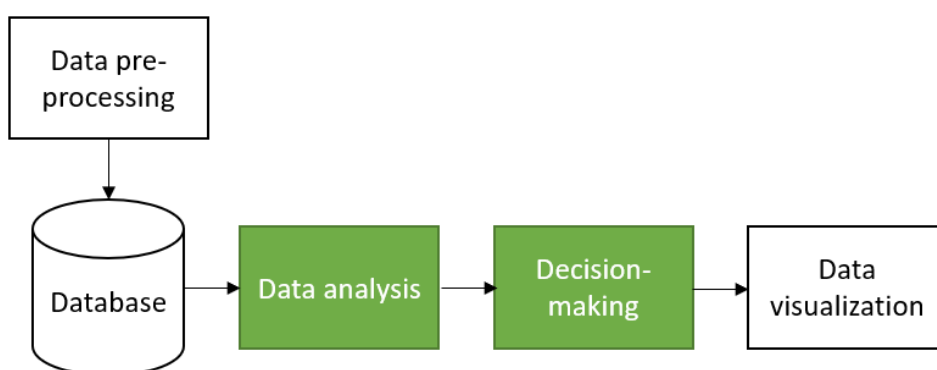 Data pre-
processing
Database
Data analysis
Decision-
making
Data
visualization